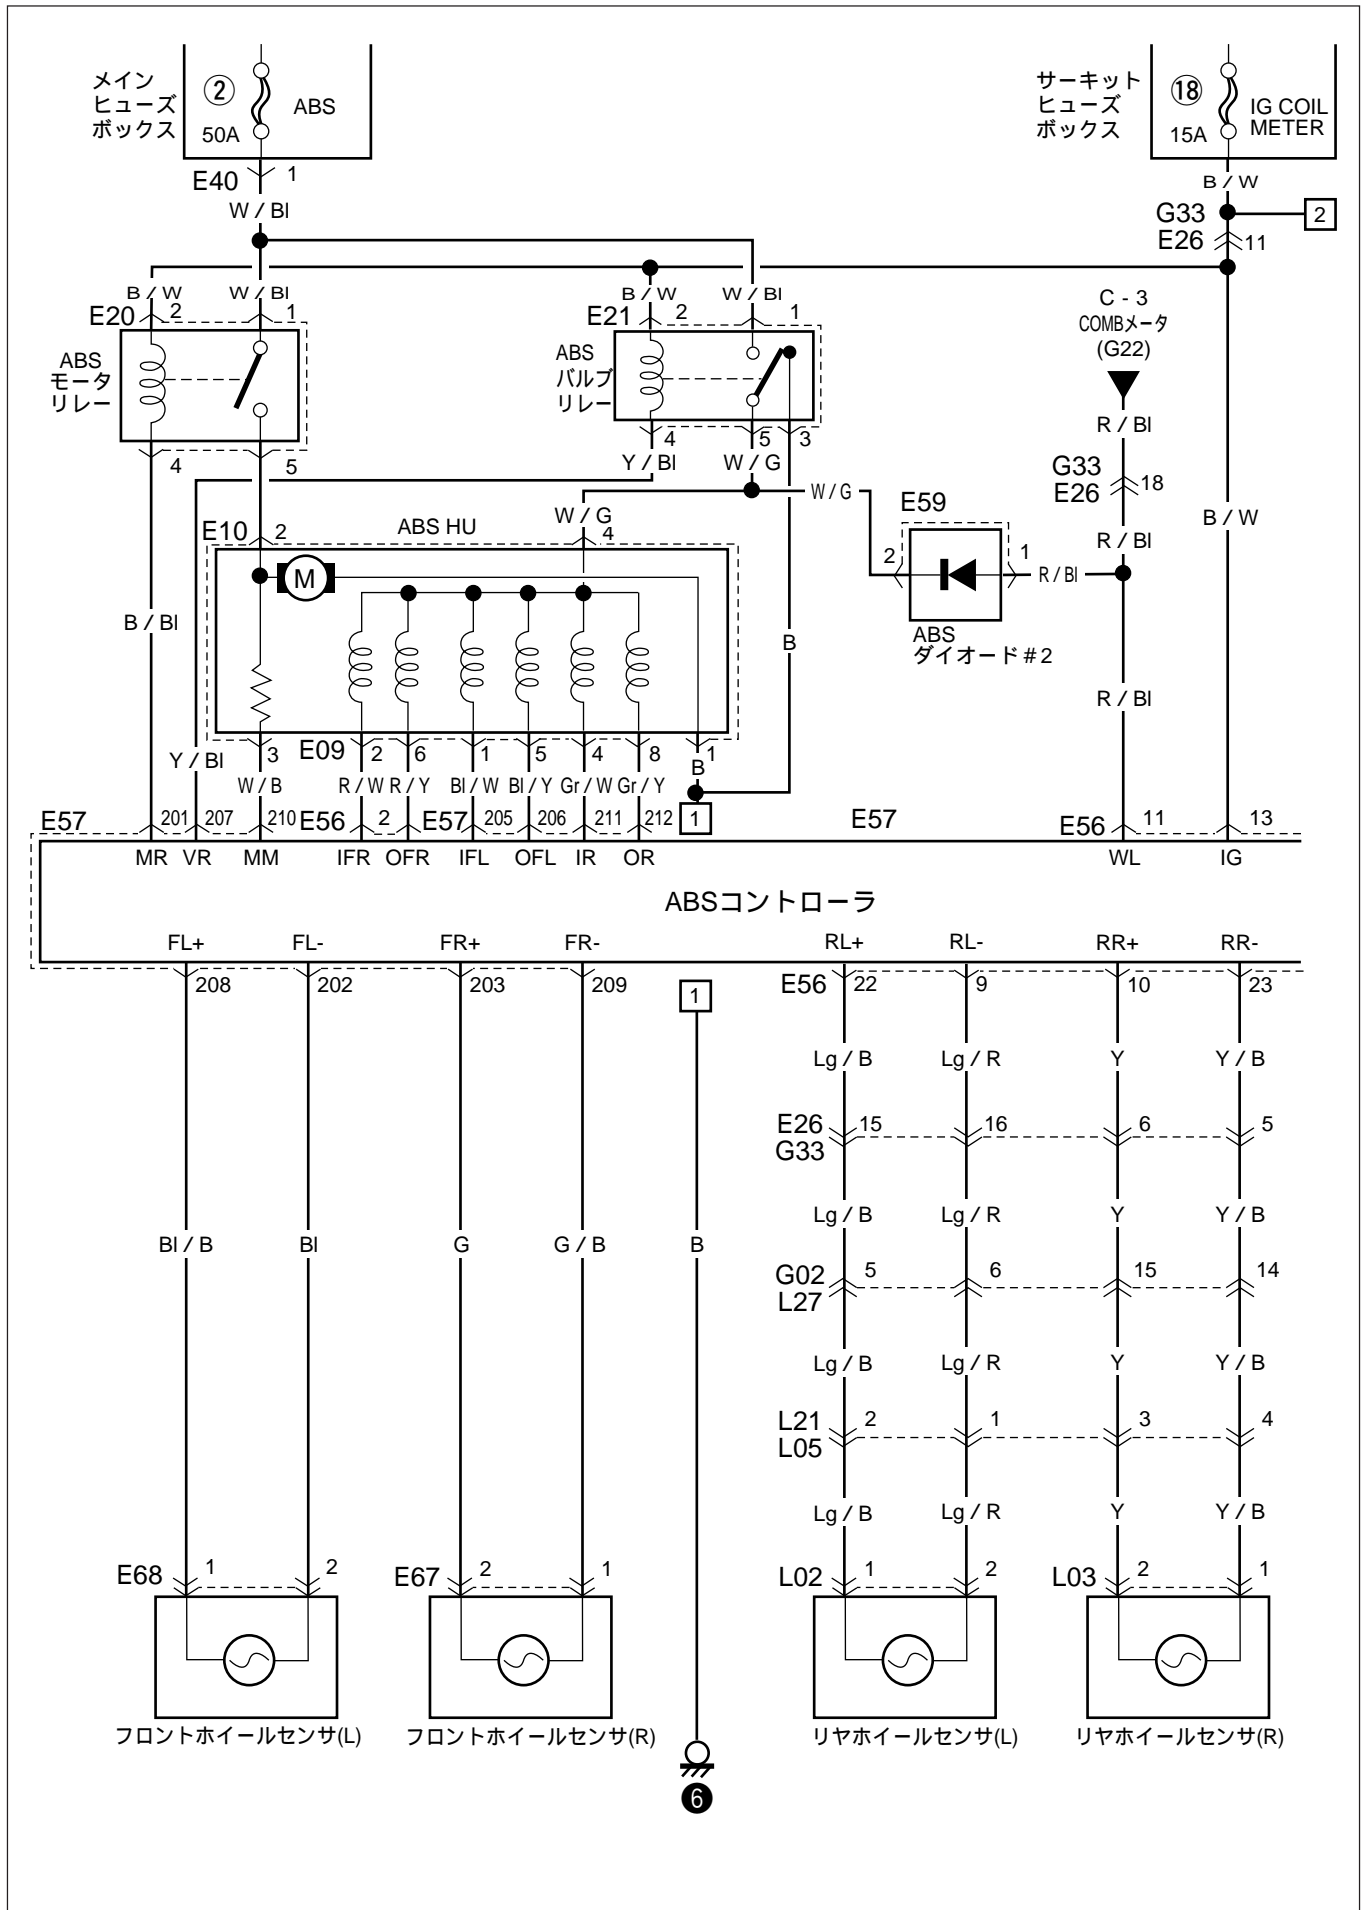 メイン
ヒューズ
ボックス
2
50A
ABS
サーキット
ヒューズ
ボックス
18
15A
IG COIL
METER
E40 1
W / Bl
B / W
G33
E26 11
2
B / W W / Bl B / W W / Bl
E20 2 1 E21 2 1
C - 3
COMBメータ
(G22)
ABS
モータ
リレー
ABS
バルブ
リレー
R / Bl
4 5 4 5 3
Y / Bl W / G
G33
E26 18
W / G
E59
W / G
B / W
E10 2 ABS HU 4
R / Bl
2 1
R / Bl
M
B / Bl
B
ABS
ダイオード#2
R / Bl
Y / Bl
3 E09 2 6 1 5 4 8 1
B
W / B R / W R / Y Bl / W Bl / Y Gr / W Gr / Y
E57 201 207 210 E56 2 E57 205 206 211 212 1 E57 E56 11 13
MR VR MM IFR OFR IFL OFL IR OR WL IG
ABSコントローラ
FL+ FL- FR+ FR- RL+ RL- RR+ RR-
208 202 203 209 1 E56 22 9 10 23
Lg / B Lg / R Y Y / B
E26 15 16 6 5
G33
Lg / B Lg / R Y Y / B
Bl / B Bl G G / B B
G02 5 6 15 14
L27
Lg / B Lg / R Y Y / B
L21 2 1 3 4
L05
Lg / B Lg / R Y Y / B
E68 1 2 E67 2 1 L02 1 2 L03 2 1
フロントホイールセンサ(L) フロントホイールセンサ(R) リヤホイールセンサ(L) リヤホイールセンサ(R)
6